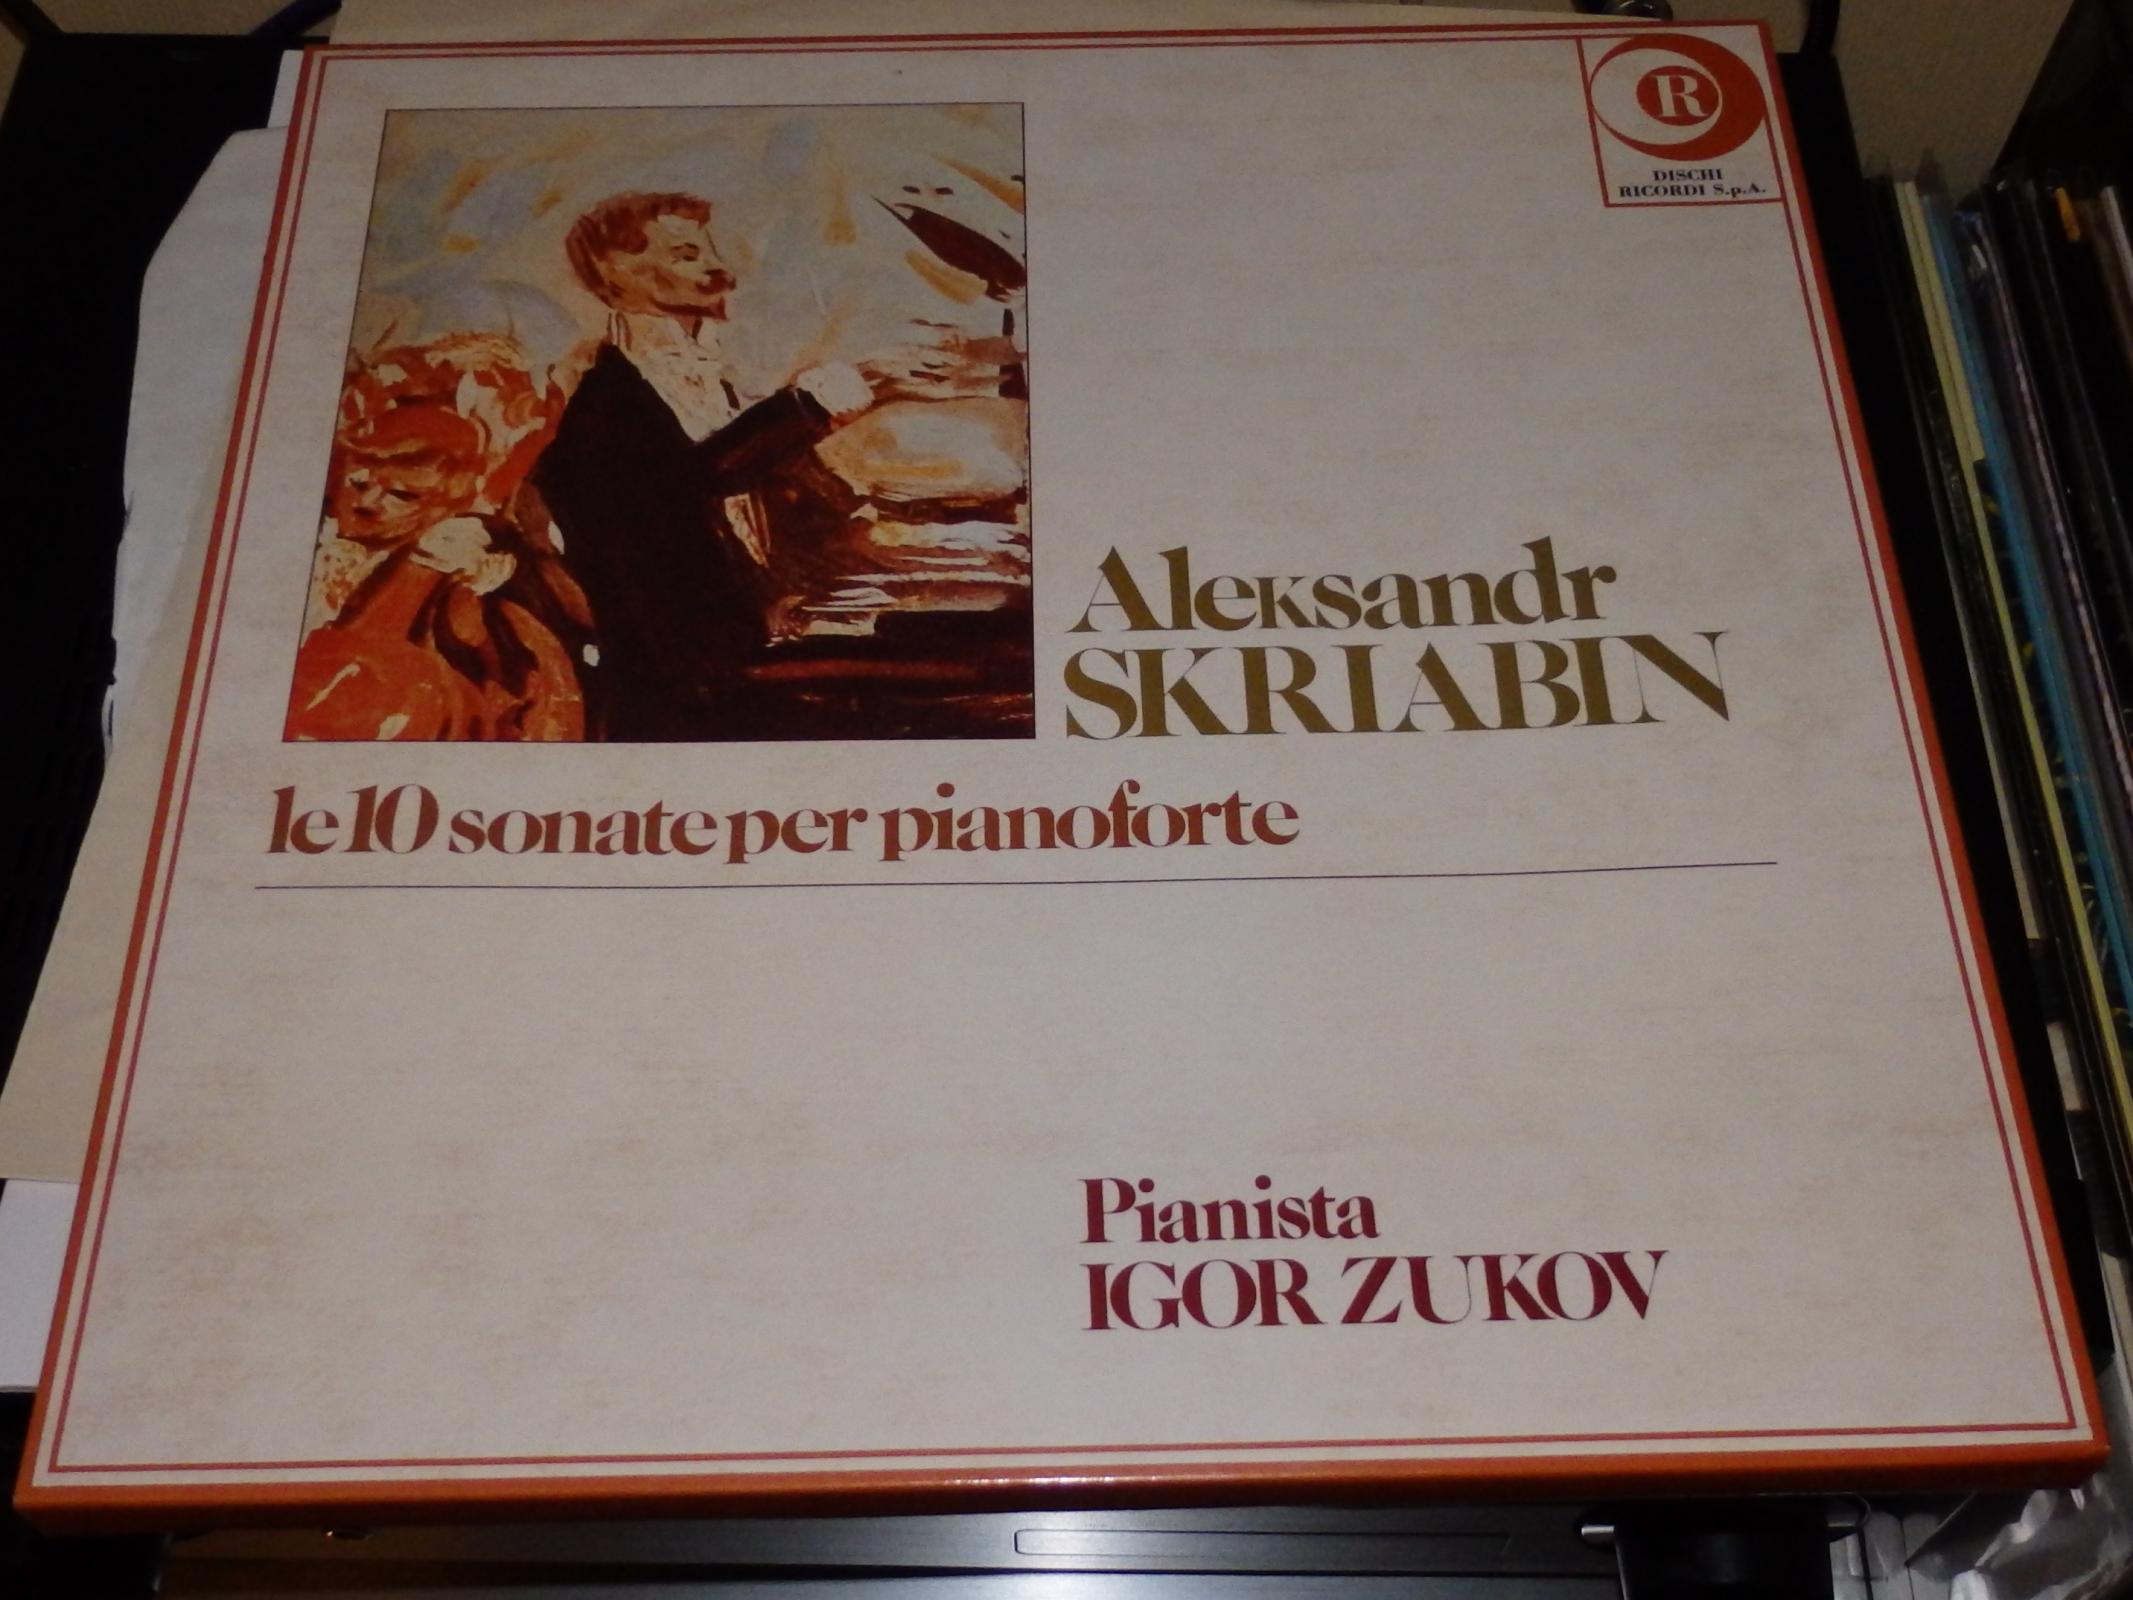 R
DISCHI
RICORDI S.p.A.
Aleksandr
SKRIABIN
le 10 sonate per pianoforte
Pianista
IGOR ZUKOV